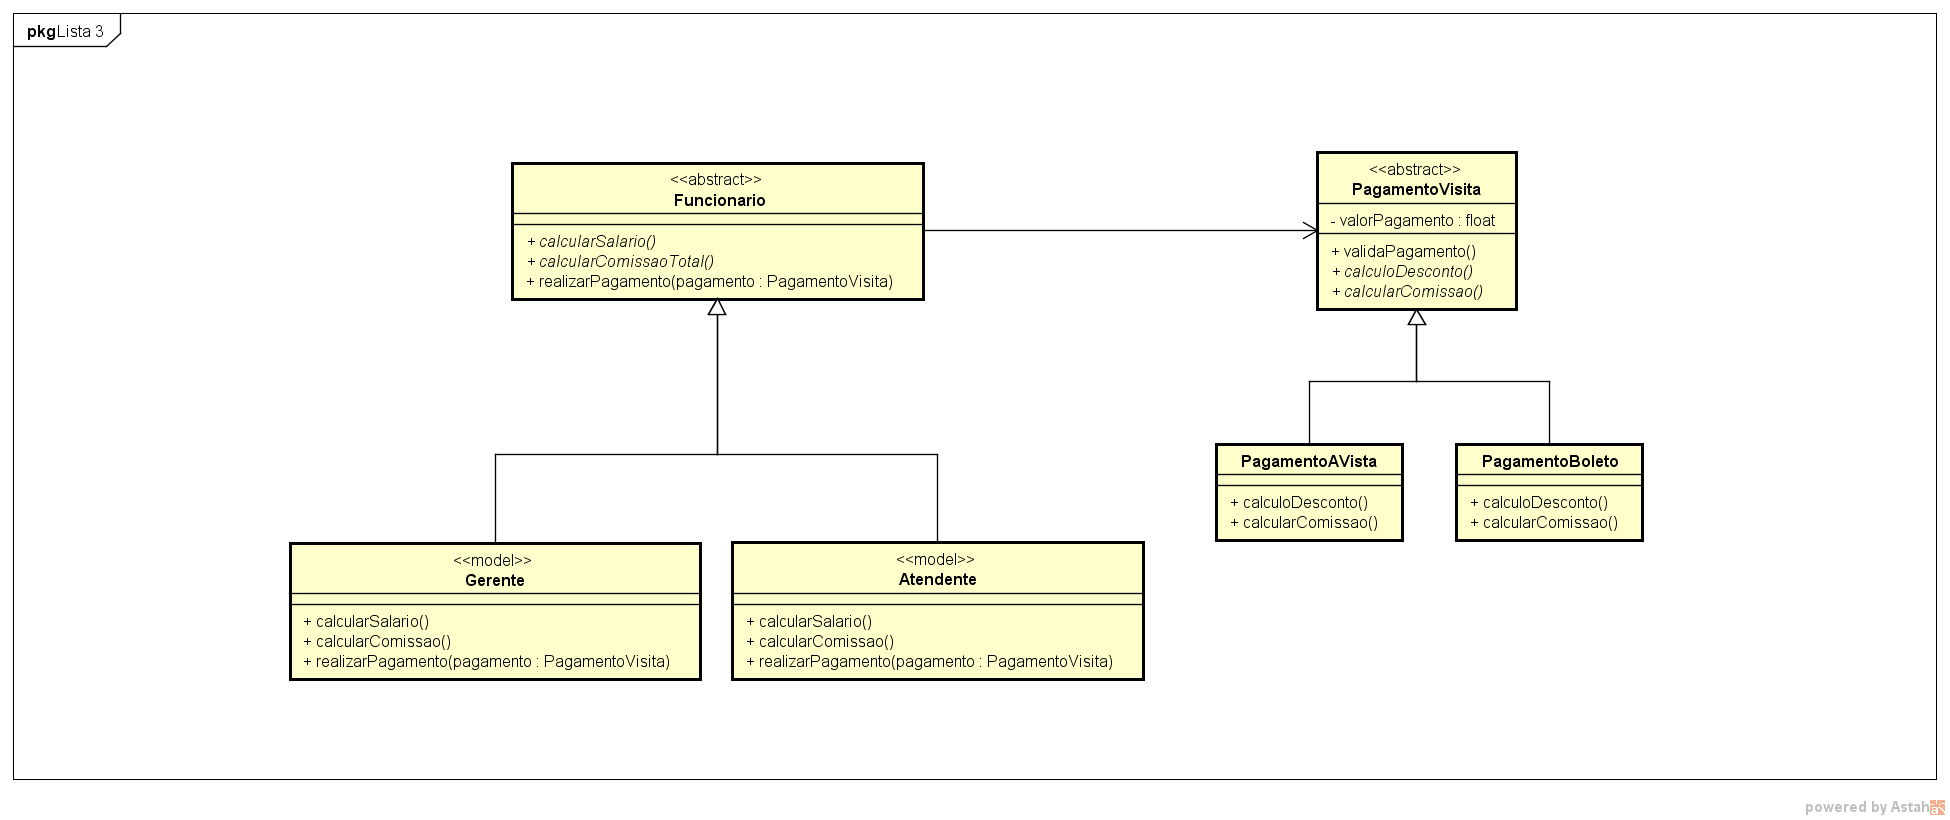 pkg Lista 3
<<abstract>>
Funcionario
+ calcularSalario()
+ calcularComissaoTotal()
+ realizarPagamento(pagamento : PagamentoVisita)
<<abstract>>
PagamentoVisita
- valorPagamento : float
+ validaPagamento()
+ calculoDesconto()
+ calcularComissao()
PagamentoAVista
+ calculoDesconto()
+ calcularComissao()
PagamentoBoleto
+ calculoDesconto()
+ calcularComissao()
<<model>>
Gerente
+ calcularSalario()
+ calcularComissao()
+ realizarPagamento(pagamento : PagamentoVisita)
<<model>>
Atendente
+ calcularSalario()
+ calcularComissao()
+ realizarPagamento(pagamento : PagamentoVisita)
powered by Astah